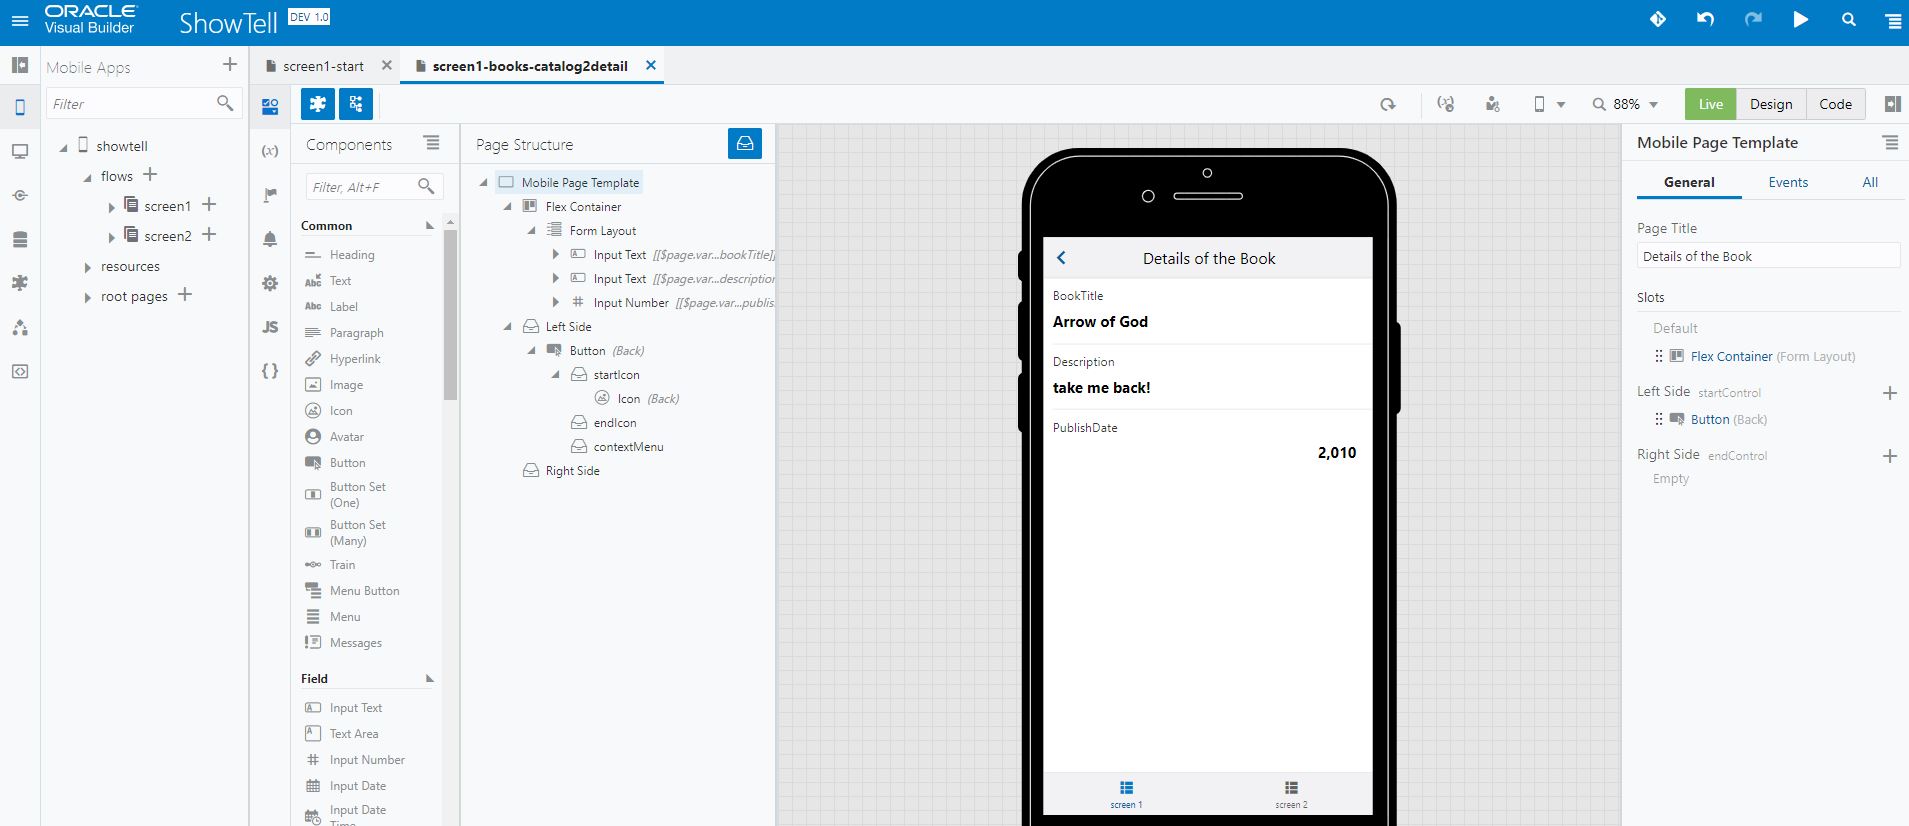 ORACLE
Visual Builder
ShowTell
DEV 1.0
Mobile Apps
Filter
showtell
flows
screen1
screen2
resources
root pages
screen1-start
screen1-books-catalog2detail
88%
Live
Design
Code
(x)
JS
{ }
Components
Filter, Alt+F
Common
Heading
Abc Text
Abc Label
Paragraph
Hyperlink
Image
Icon
Avatar
Button
Button Set
(One)
Button Set
(Many)
Train
Menu Button
Menu
Messages
Field
Input Text
Text Area
Input Number
Input Date
Input Date
Page Structure
Mobile Page Template
Flex Container
Form Layout
Input Text [[$page.var...bookTitle]]
Input Text [[$page.var...description
Input Number [[$page.var...publis
Left Side
Button (Back)
startIcon
Icon (Back)
endIcon
contextMenu
Right Side
Details of the Book
BookTitle
Arrow of God
Description
take me back!
PublishDate
2,010
screen 1
screen 2
Mobile Page Template
General
Events
All
Page Title
Details of the Book
Slots
Default
Flex Container (Form Layout)
Left Side startControl
Button (Back)
Right Side endControl
Empty